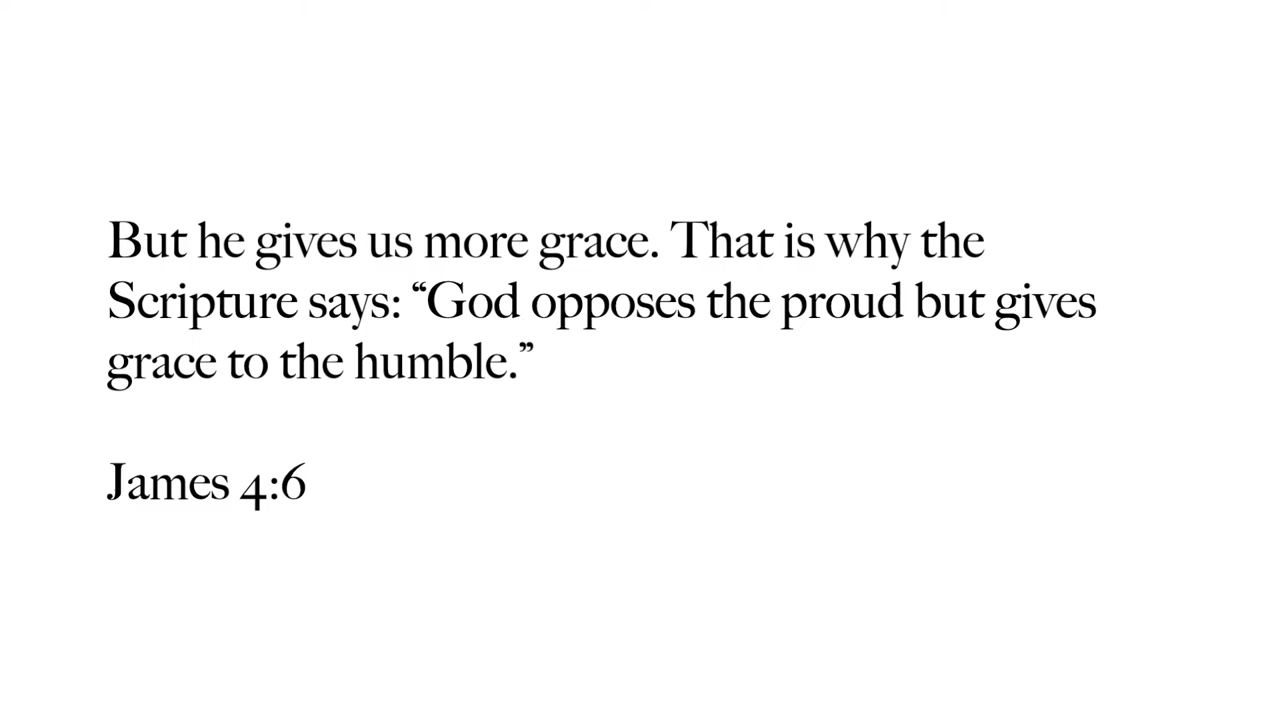 But he gives us more grace. That is why the
Scripture says: “God opposes the proud but gives
grace to the humble.”
James 4:6